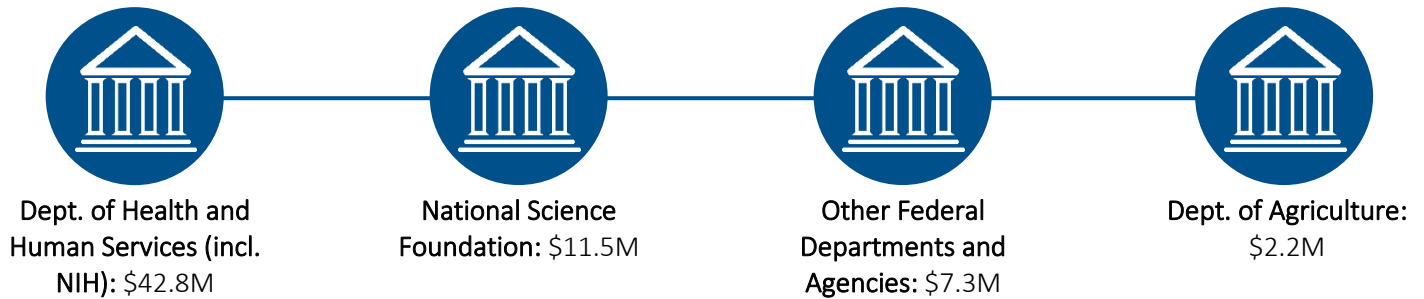 Dept. of Health and
Human Services (incl.
NIH): $42.8M
National Science
Foundation: $11.5M
Other Federal
Departments and
Agencies: $7.3M
Dept. of Agriculture:
$2.2M